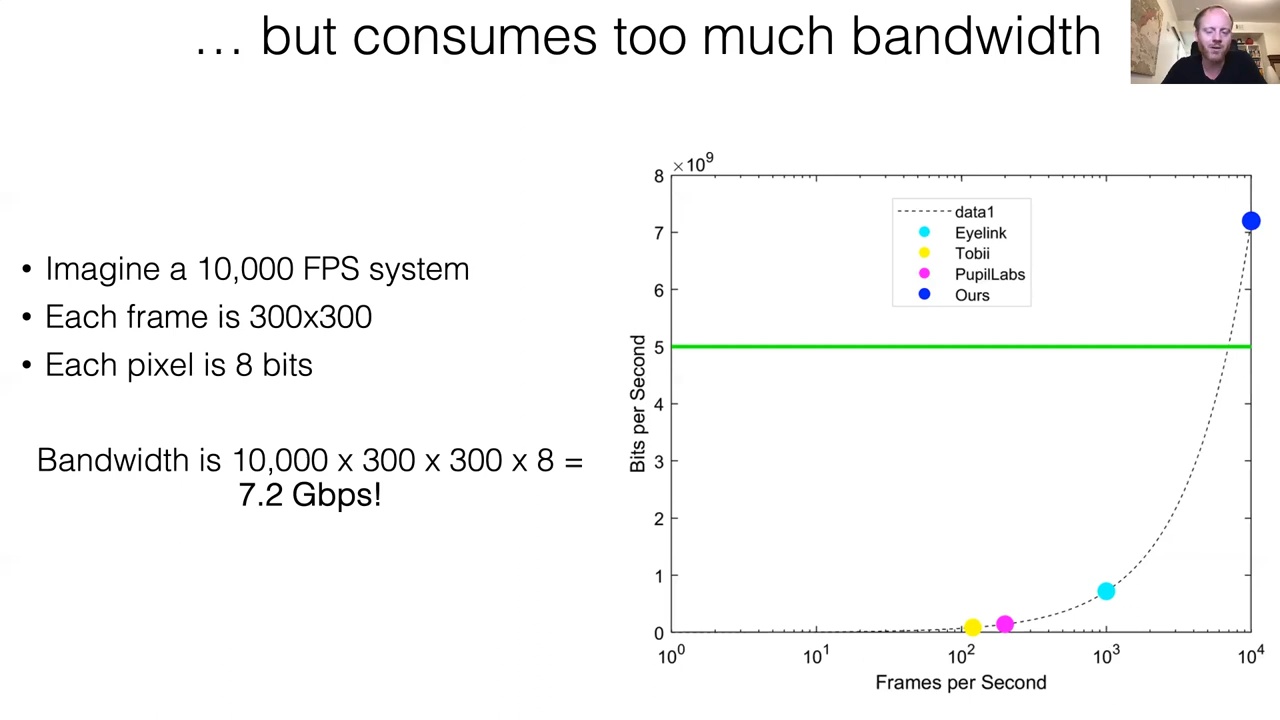 … but consumes too much bandwidth
• Imagine a 10,000 FPS system
• Each frame is 300x300
• Each pixel is 8 bits
Bandwidth is 10,000 x 300 x 300 x 8 =
7.2 Gbps!
×10⁹
8
7
6
5
4
3
2
1
0
Bits per Second
data1
Eyelink
Tobii
PupilLabs
Ours
10⁰ 10¹ 10² 10³ 10⁴
Frames per Second